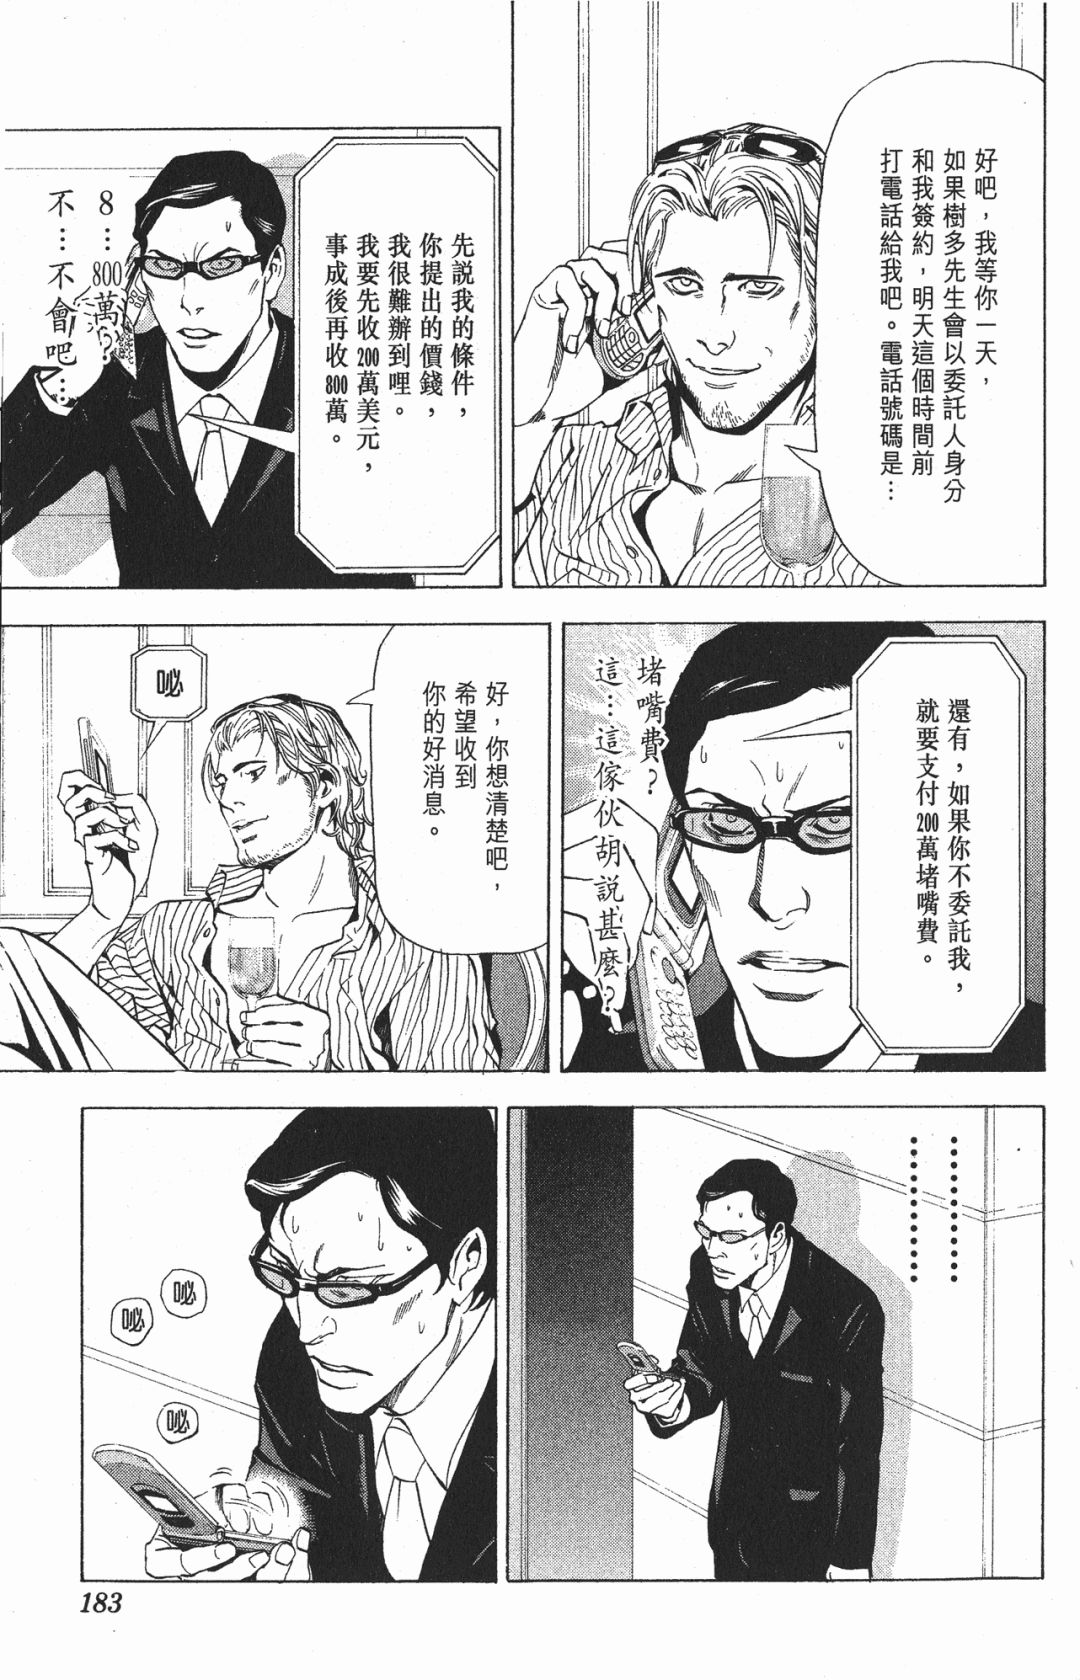 好吧，我等你一天，
如果樹多先生會以委託人身分
和我簽約，明天這個時間前
打電話給我吧。電話號碼是…
先説我的條件，
你提出的價錢，
我很難辦到哩。
我要先收200萬美元，
事成後再收800萬。
8…800萬？
不…不會吧…
還有，如果你不委託我，
就要支付200萬堵嘴費。
堵嘴費？
這…這傢伙胡説甚麼？
好，你想清楚吧，
希望收到
你的好消息。
咇
…………
…………
咇
咇
咇
183